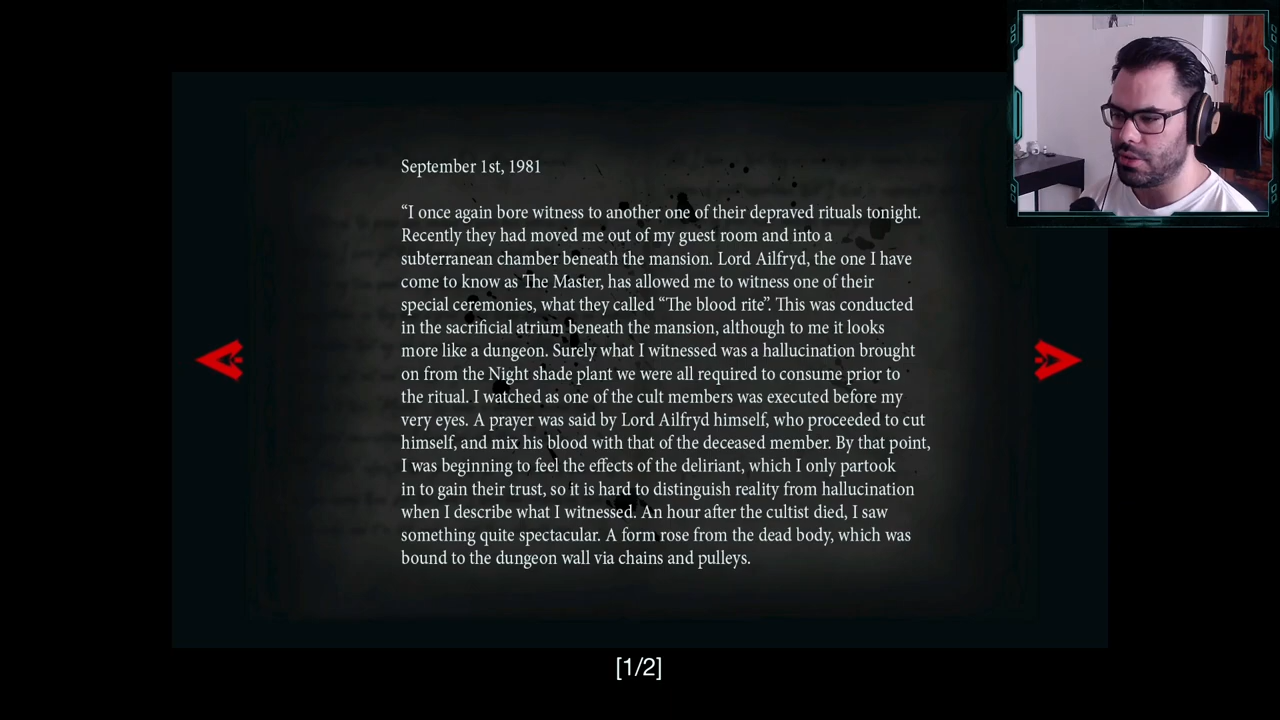 September 1st, 1981
“I once again bore witness to another one of their depraved rituals tonight.
Recently they had moved me out of my guest room and into a
subterranean chamber beneath the mansion. Lord Ailfryd, the one I have
come to know as The Master, has allowed me to witness one of their
special ceremonies, what they called “The blood rite”. This was conducted
in the sacrificial atrium beneath the mansion, although to me it looks
more like a dungeon. Surely what I witnessed was a hallucination brought
on from the Night shade plant we were all required to consume prior to
the ritual. I watched as one of the cult members was executed before my
very eyes. A prayer was said by Lord Ailfryd himself, who proceeded to cut
himself, and mix his blood with that of the deceased member. By that point,
I was beginning to feel the effects of the deliriant, which I only partook
in to gain their trust, so it is hard to distinguish reality from hallucination
when I describe what I witnessed. An hour after the cultist died, I saw
something quite spectacular. A form rose from the dead body, which was
bound to the dungeon wall via chains and pulleys.
[1/2]